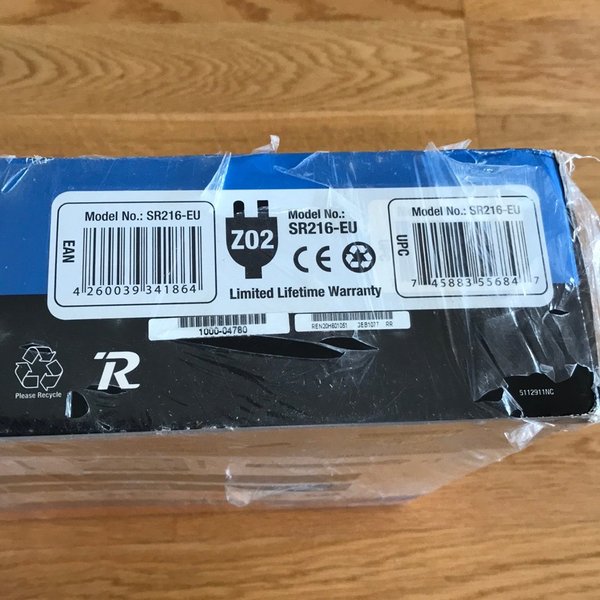 EAN
Model No.: SR216-EU
4 260039 341864
Z02
Model No.:
SR216-EU
CE
Limited Lifetime Warranty
UPC
Model No.: SR216-EU
7 45883 55684 7
1000-04780
RR
Please Recycle
R
5112911NC